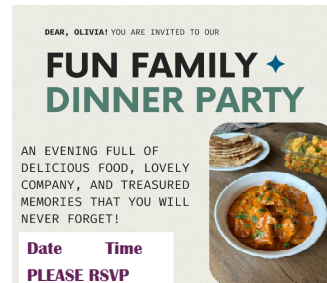 DEAR, OLIVIA! YOU ARE INVITED TO OUR
FUN FAMILY
DINNER PARTY
AN EVENING FULL OF
DELICIOUS FOOD, LOVELY
COMPANY, AND TREASURED
MEMORIES THAT YOU WILL
NEVER FORGET!
Date Time
PLEASE RSVP